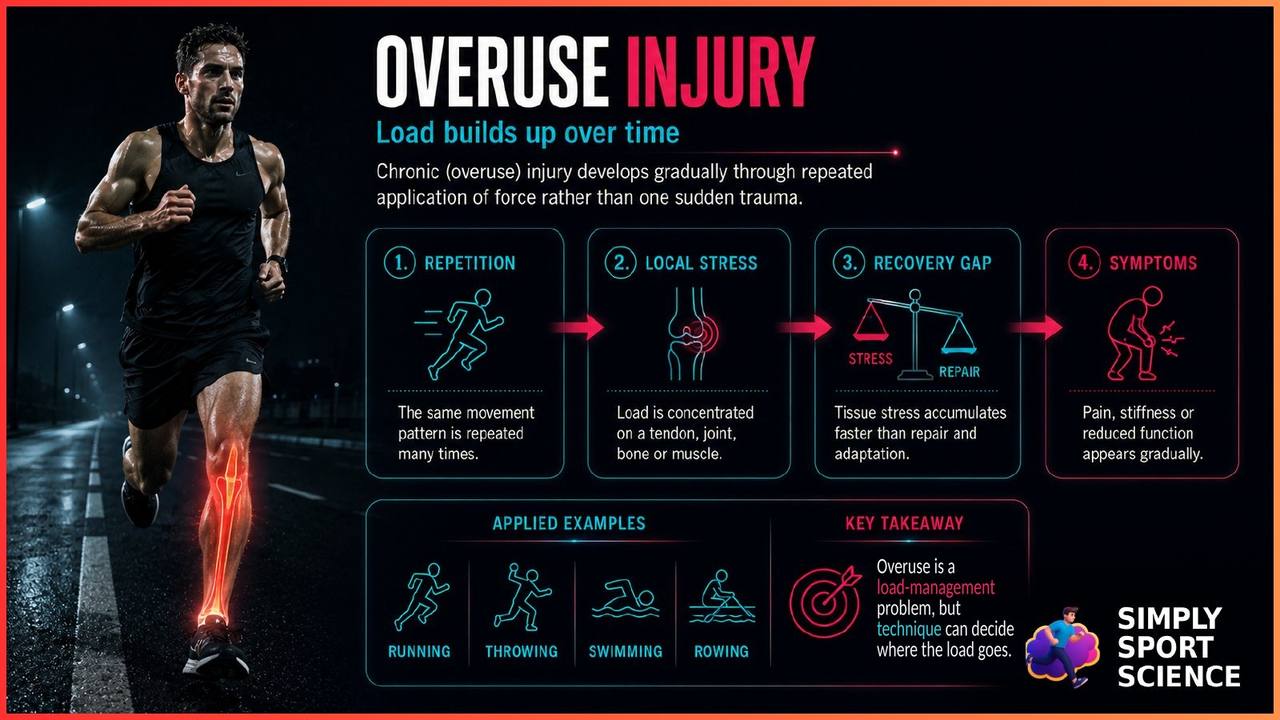 OVERUSE INJURY
Load builds up over time
Chronic (overuse) injury develops gradually through repeated
application of force rather than one sudden trauma.
1. REPETITION
The same movement
pattern is repeated
many times.
2. LOCAL STRESS
Load is concentrated
on a tendon, joint,
bone or muscle.
3. RECOVERY GAP
STRESS
REPAIR
Tissue stress accumulates
faster than repair and
adaptation.
4. SYMPTOMS
Pain, stiffness or
reduced function
appears gradually.
APPLIED EXAMPLES
RUNNING
THROWING
SWIMMING
ROWING
KEY TAKEAWAY
Overuse is a
load-management
problem, but
technique can decide
where the load goes.
SIMPLY
SPORT
SCIENCE